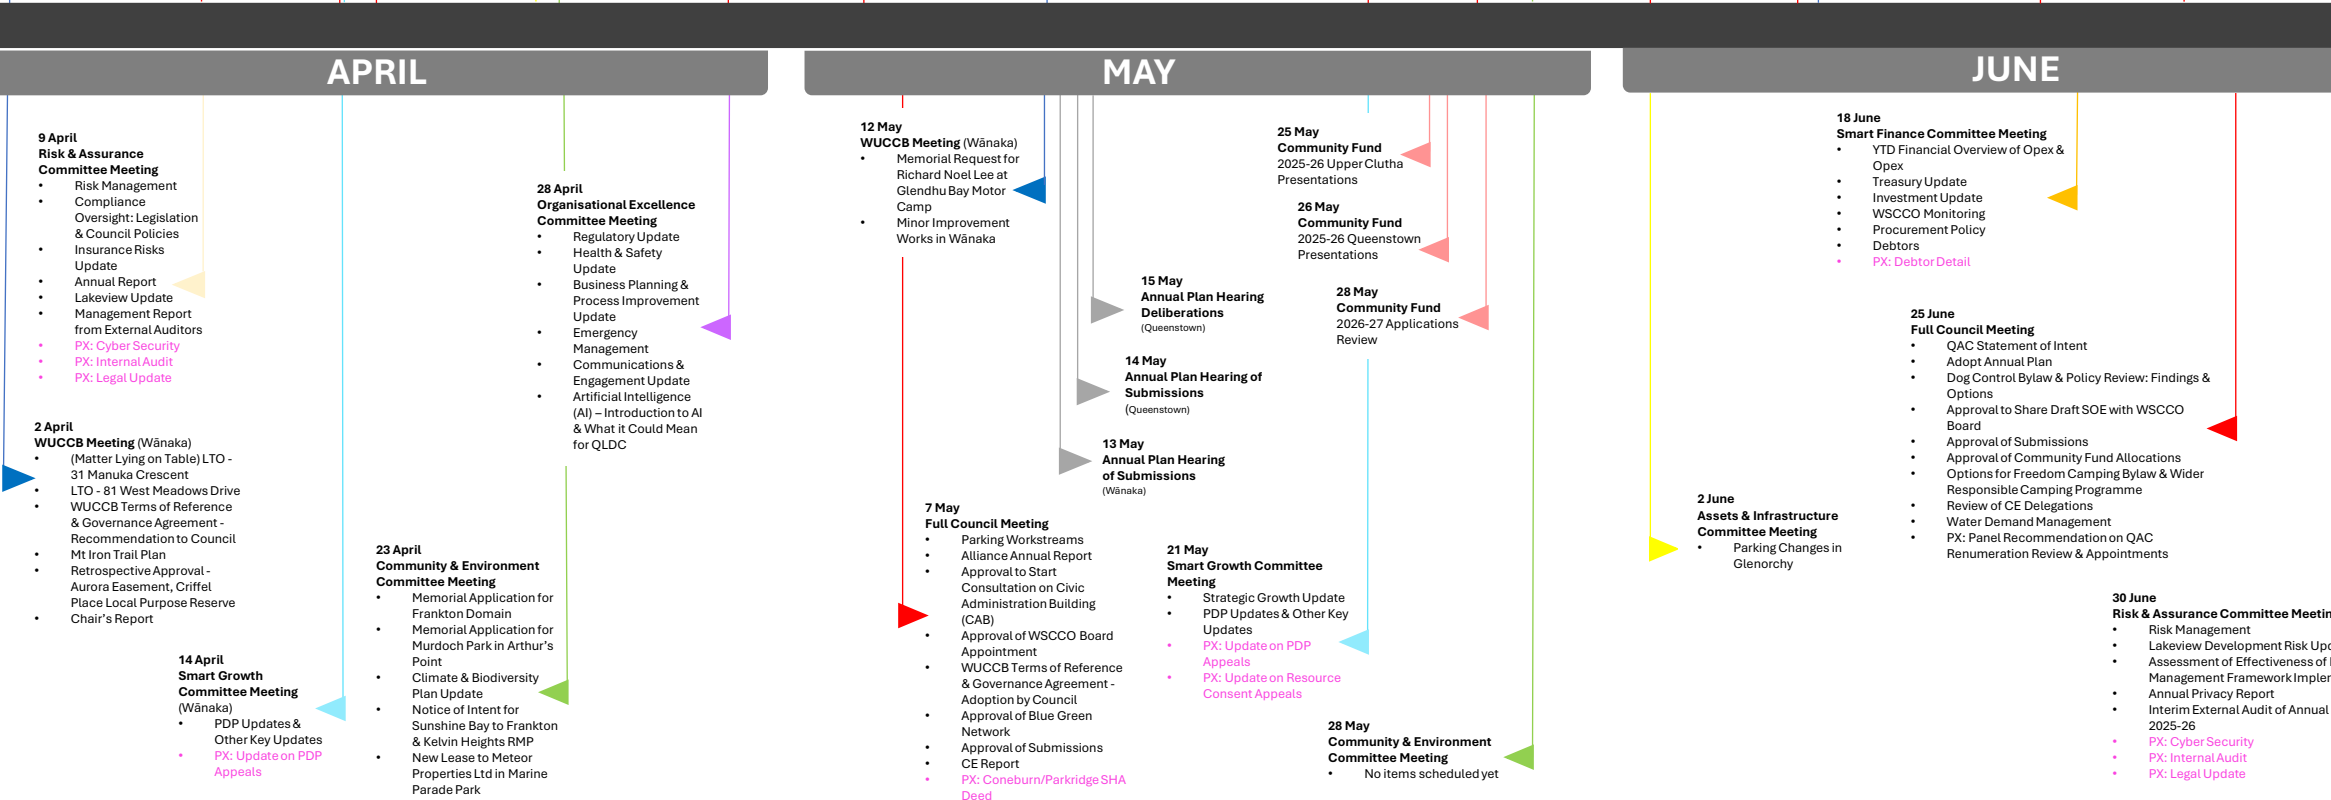 APRIL
9 April
Risk & Assurance
Committee Meeting
• Risk Management
• Compliance
Oversight: Legislation
& Council Policies
• Insurance Risks
Update
• Annual Report
• Lakeview Update
• Management Report
from External Auditors
• PX: Cyber Security
• PX: Internal Audit
• PX: Legal Update
2 April
WUCCB Meeting (Wānaka)
• (Matter Lying on Table) LTO -
31 Manuka Crescent
• LTO - 81 West Meadows Drive
• WUCCB Terms of Reference
& Governance Agreement -
Recommendation to Council
• Mt Iron Trail Plan
• Retrospective Approval -
Aurora Easement, Criffel
Place Local Purpose Reserve
• Chair's Report
14 April
Smart Growth
Committee Meeting
(Wānaka)
• PDP Updates &
Other Key Updates
• PX: Update on PDP
Appeals
28 April
Organisational Excellence
Committee Meeting
• Regulatory Update
• Health & Safety
Update
• Business Planning &
Process Improvement
Update
• Emergency
Management
• Communications &
Engagement Update
• Artificial Intelligence
(AI) – Introduction to AI
& What it Could Mean
for QLDC
23 April
Community & Environment
Committee Meeting
• Memorial Application for
Frankton Domain
• Memorial Application for
Murdoch Park in Arthur's
Point
• Climate & Biodiversity
Plan Update
• Notice of Intent for
Sunshine Bay to Frankton
& Kelvin Heights RMP
• New Lease to Meteor
Properties Ltd in Marine
Parade Park
MAY
12 May
WUCCB Meeting (Wānaka)
• Memorial Request for
Richard Noel Lee at
Glendhu Bay Motor
Camp
• Minor Improvement
Works in Wānaka
15 May
Annual Plan Hearing
Deliberations
(Queenstown)
14 May
Annual Plan Hearing of
Submissions
(Queenstown)
13 May
Annual Plan Hearing
of Submissions
(Wānaka)
7 May
Full Council Meeting
• Parking Workstreams
• Alliance Annual Report
• Approval to Start
Consultation on Civic
Administration Building
(CAB)
• Approval of WSCCO Board
Appointment
• WUCCB Terms of Reference
& Governance Agreement -
Adoption by Council
• Approval of Blue Green
Network
• Approval of Submissions
• CE Report
• PX: Coneburn/Parkridge SHA
Deed
25 May
Community Fund
2025-26 Upper Clutha
Presentations
26 May
Community Fund
2025-26 Queenstown
Presentations
28 May
Community Fund
2026-27 Applications
Review
21 May
Smart Growth Committee
Meeting
• Strategic Growth Update
• PDP Updates & Other Key
Updates
• PX: Update on PDP
Appeals
• PX: Update on Resource
Consent Appeals
28 May
Community & Environment
Committee Meeting
• No items scheduled yet
JUNE
18 June
Smart Finance Committee Meeting
• YTD Financial Overview of Opex &
Opex
• Treasury Update
• Investment Update
• WSCCO Monitoring
• Procurement Policy
• Debtors
• PX: Debtor Detail
25 June
Full Council Meeting
• QAC Statement of Intent
• Adopt Annual Plan
• Dog Control Bylaw & Policy Review: Findings &
Options
• Approval to Share Draft SOE with WSCCO
Board
• Approval of Submissions
• Approval of Community Fund Allocations
• Options for Freedom Camping Bylaw & Wider
Responsible Camping Programme
• Review of CE Delegations
• Water Demand Management
• PX: Panel Recommendation on QAC
Renumeration Review & Appointments
2 June
Assets & Infrastructure
Committee Meeting
• Parking Changes in
Glenorchy
30 June
Risk & Assurance Committee Meetin
• Risk Management
• Lakeview Development Risk Upd
• Assessment of Effectiveness of
Management Framework Impler
• Annual Privacy Report
• Interim External Audit of Annual
2025-26
• PX: Cyber Security
• PX: Internal Audit
• PX: Legal Update